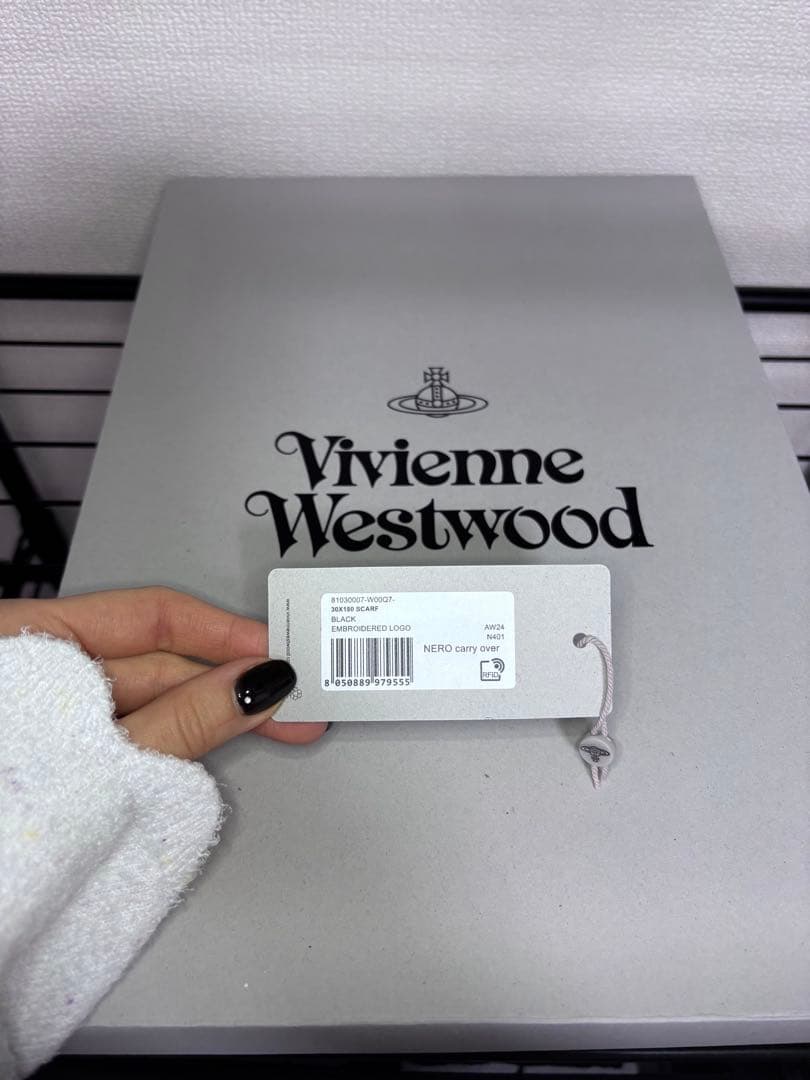 Vivienne
Westwood
81030007-W00Q7-
30X180 SCARF
BLACK
EMBROIDERED LOGO
AW24
N401
NERO carry over
RFID
8 050889 979555